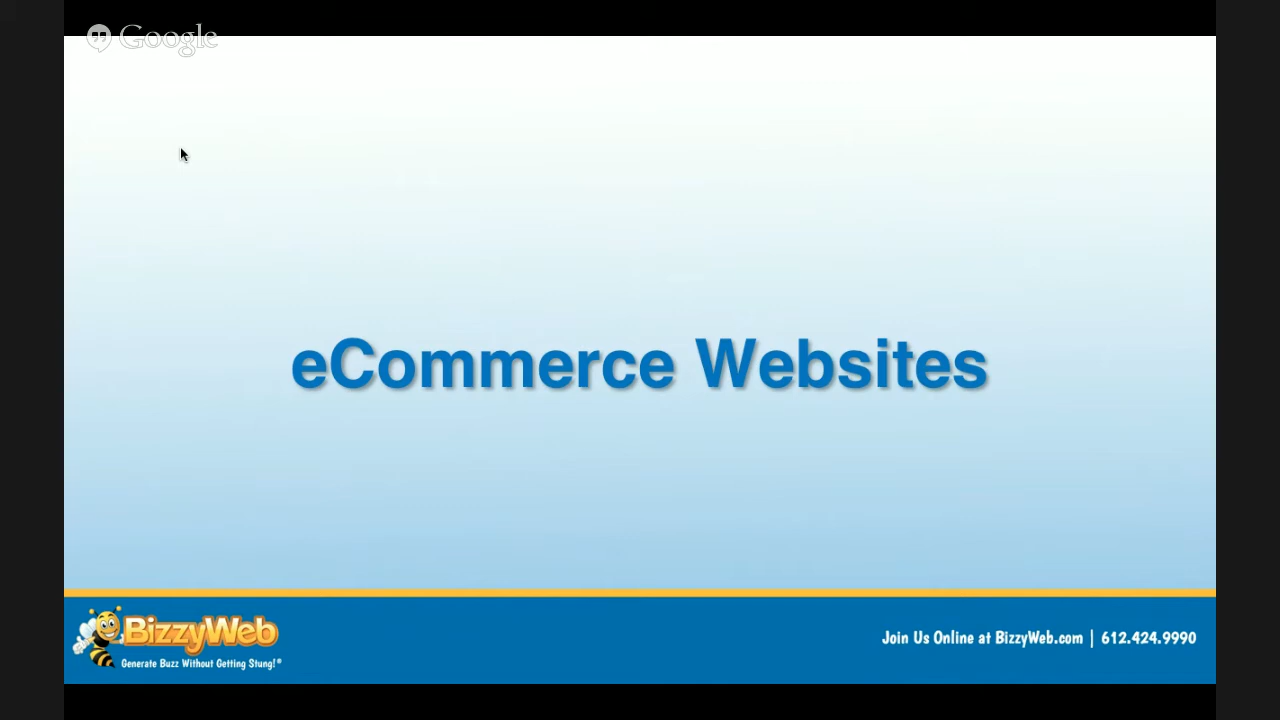 Google
eCommerce Websites
BizzyWeb
Generate Buzz Without Getting Stung!®
Join Us Online at BizzyWeb.com | 612.424.9990